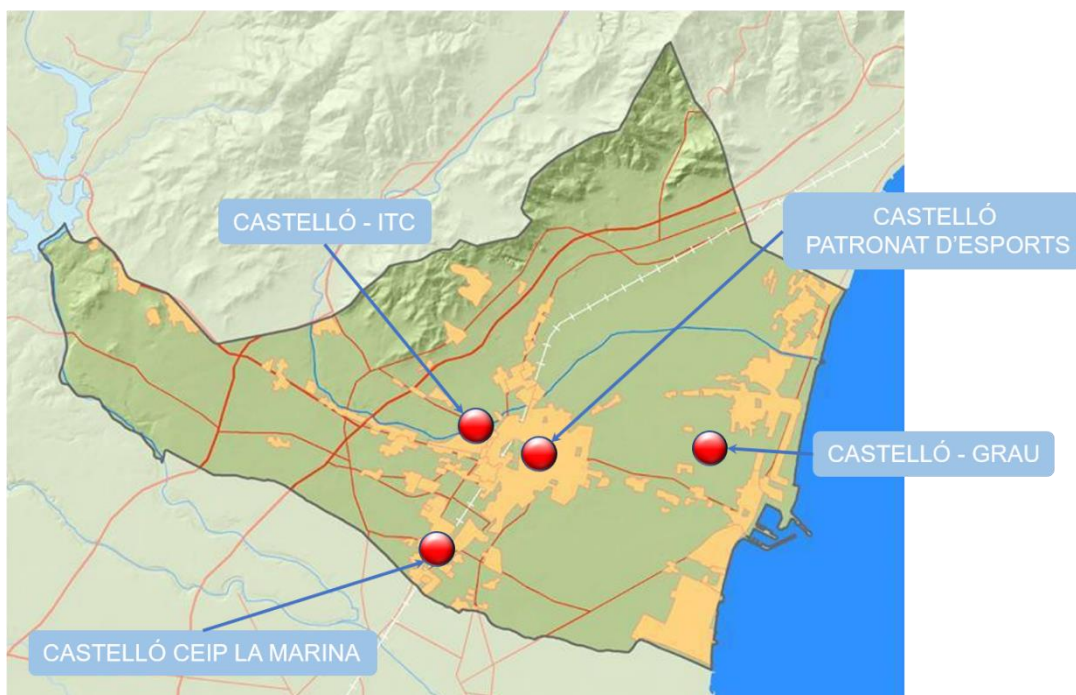 CASTELLÓ - ITC
CASTELLÓ
PATRONAT D'ESPORTS
CASTELLÓ - GRAU
CASTELLÓ CEIP LA MARINA